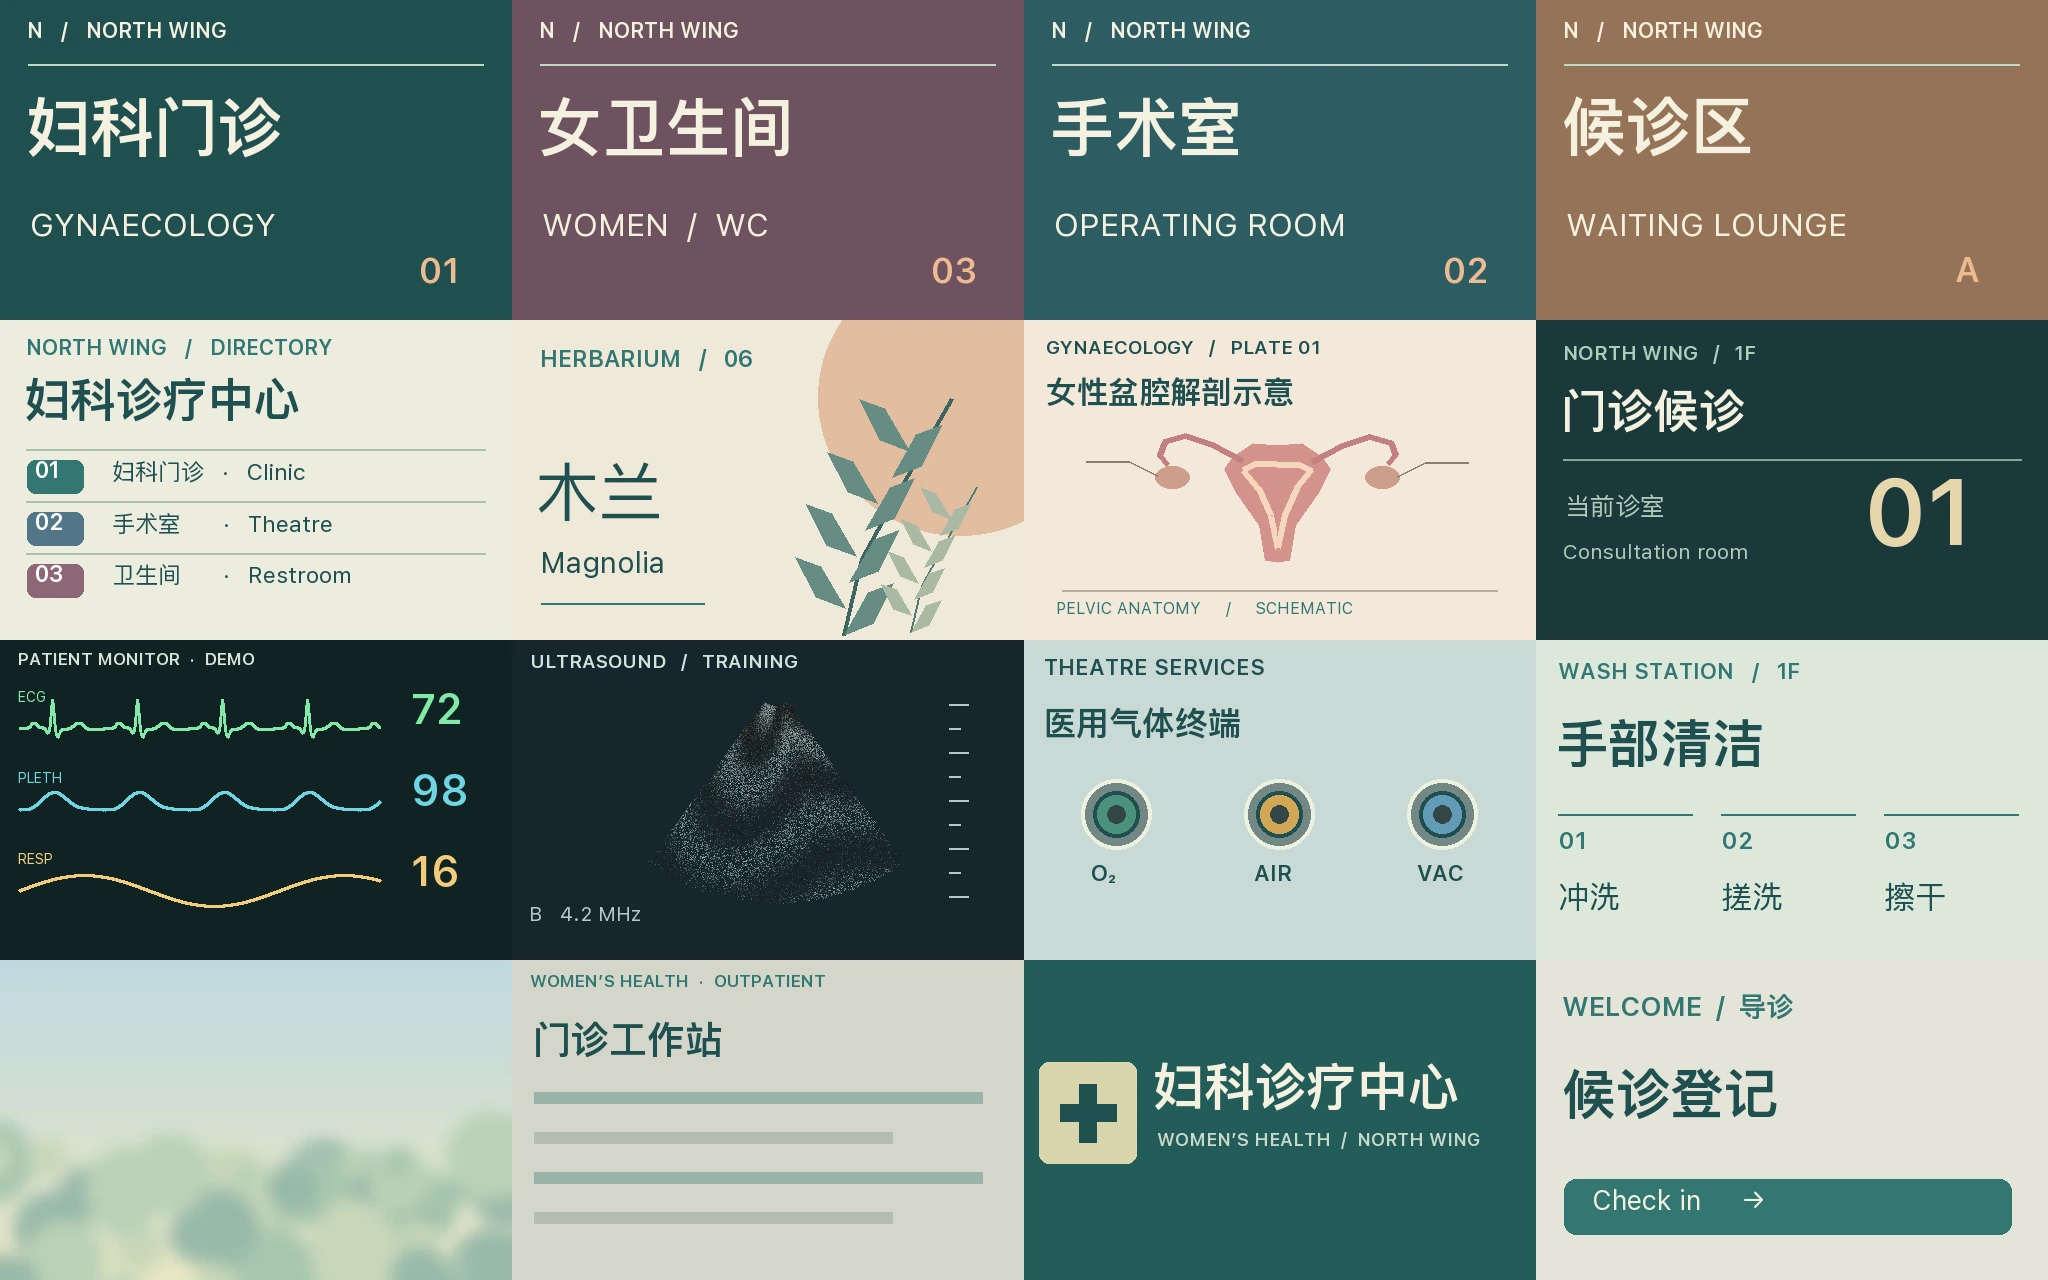 N / NORTH WING
妇科门诊
GYNAECOLOGY
01
N / NORTH WING
女卫生间
WOMEN / WC
03
N / NORTH WING
手术室
OPERATING ROOM
02
N / NORTH WING
候诊区
WAITING LOUNGE
A
NORTH WING / DIRECTORY
妇科诊疗中心
01 妇科门诊 · Clinic
02 手术室 · Theatre
03 卫生间 · Restroom
HERBARIUM / 06
木兰
Magnolia
GYNAECOLOGY / PLATE 01
女性盆腔解剖示意
PELVIC ANATOMY / SCHEMATIC
NORTH WING / 1F
门诊候诊
当前诊室
Consultation room
01
PATIENT MONITOR · DEMO
ECG 72
PLETH 98
RESP 16
ULTRASOUND / TRAINING
B 4.2 MHz
THEATRE SERVICES
医用气体终端
O₂ AIR VAC
WASH STATION / 1F
手部清洁
01 02 03
冲洗 搓洗 擦干
WOMEN'S HEALTH · OUTPATIENT
门诊工作站
妇科诊疗中心
WOMEN'S HEALTH / NORTH WING
WELCOME / 导诊
候诊登记
Check in →